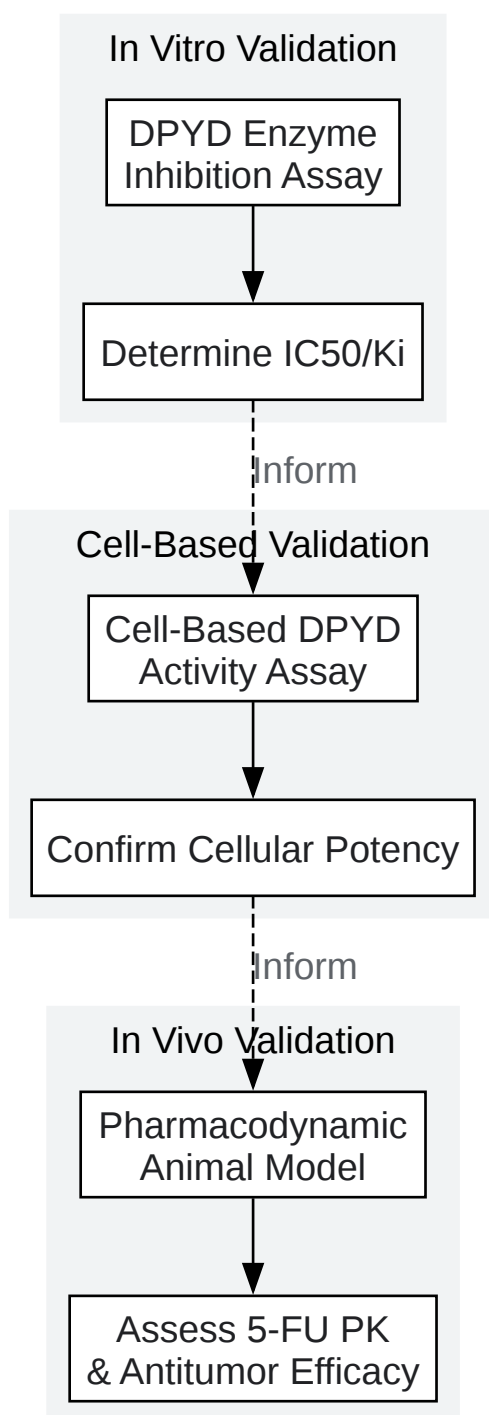 In Vitro Validation
DPYD Enzyme
Inhibition Assay
Determine IC50/Ki
Inform
Cell-Based Validation
Cell-Based DPYD
Activity Assay
Confirm Cellular Potency
Inform
In Vivo Validation
Pharmacodynamic
Animal Model
Assess 5-FU PK
& Antitumor Efficacy